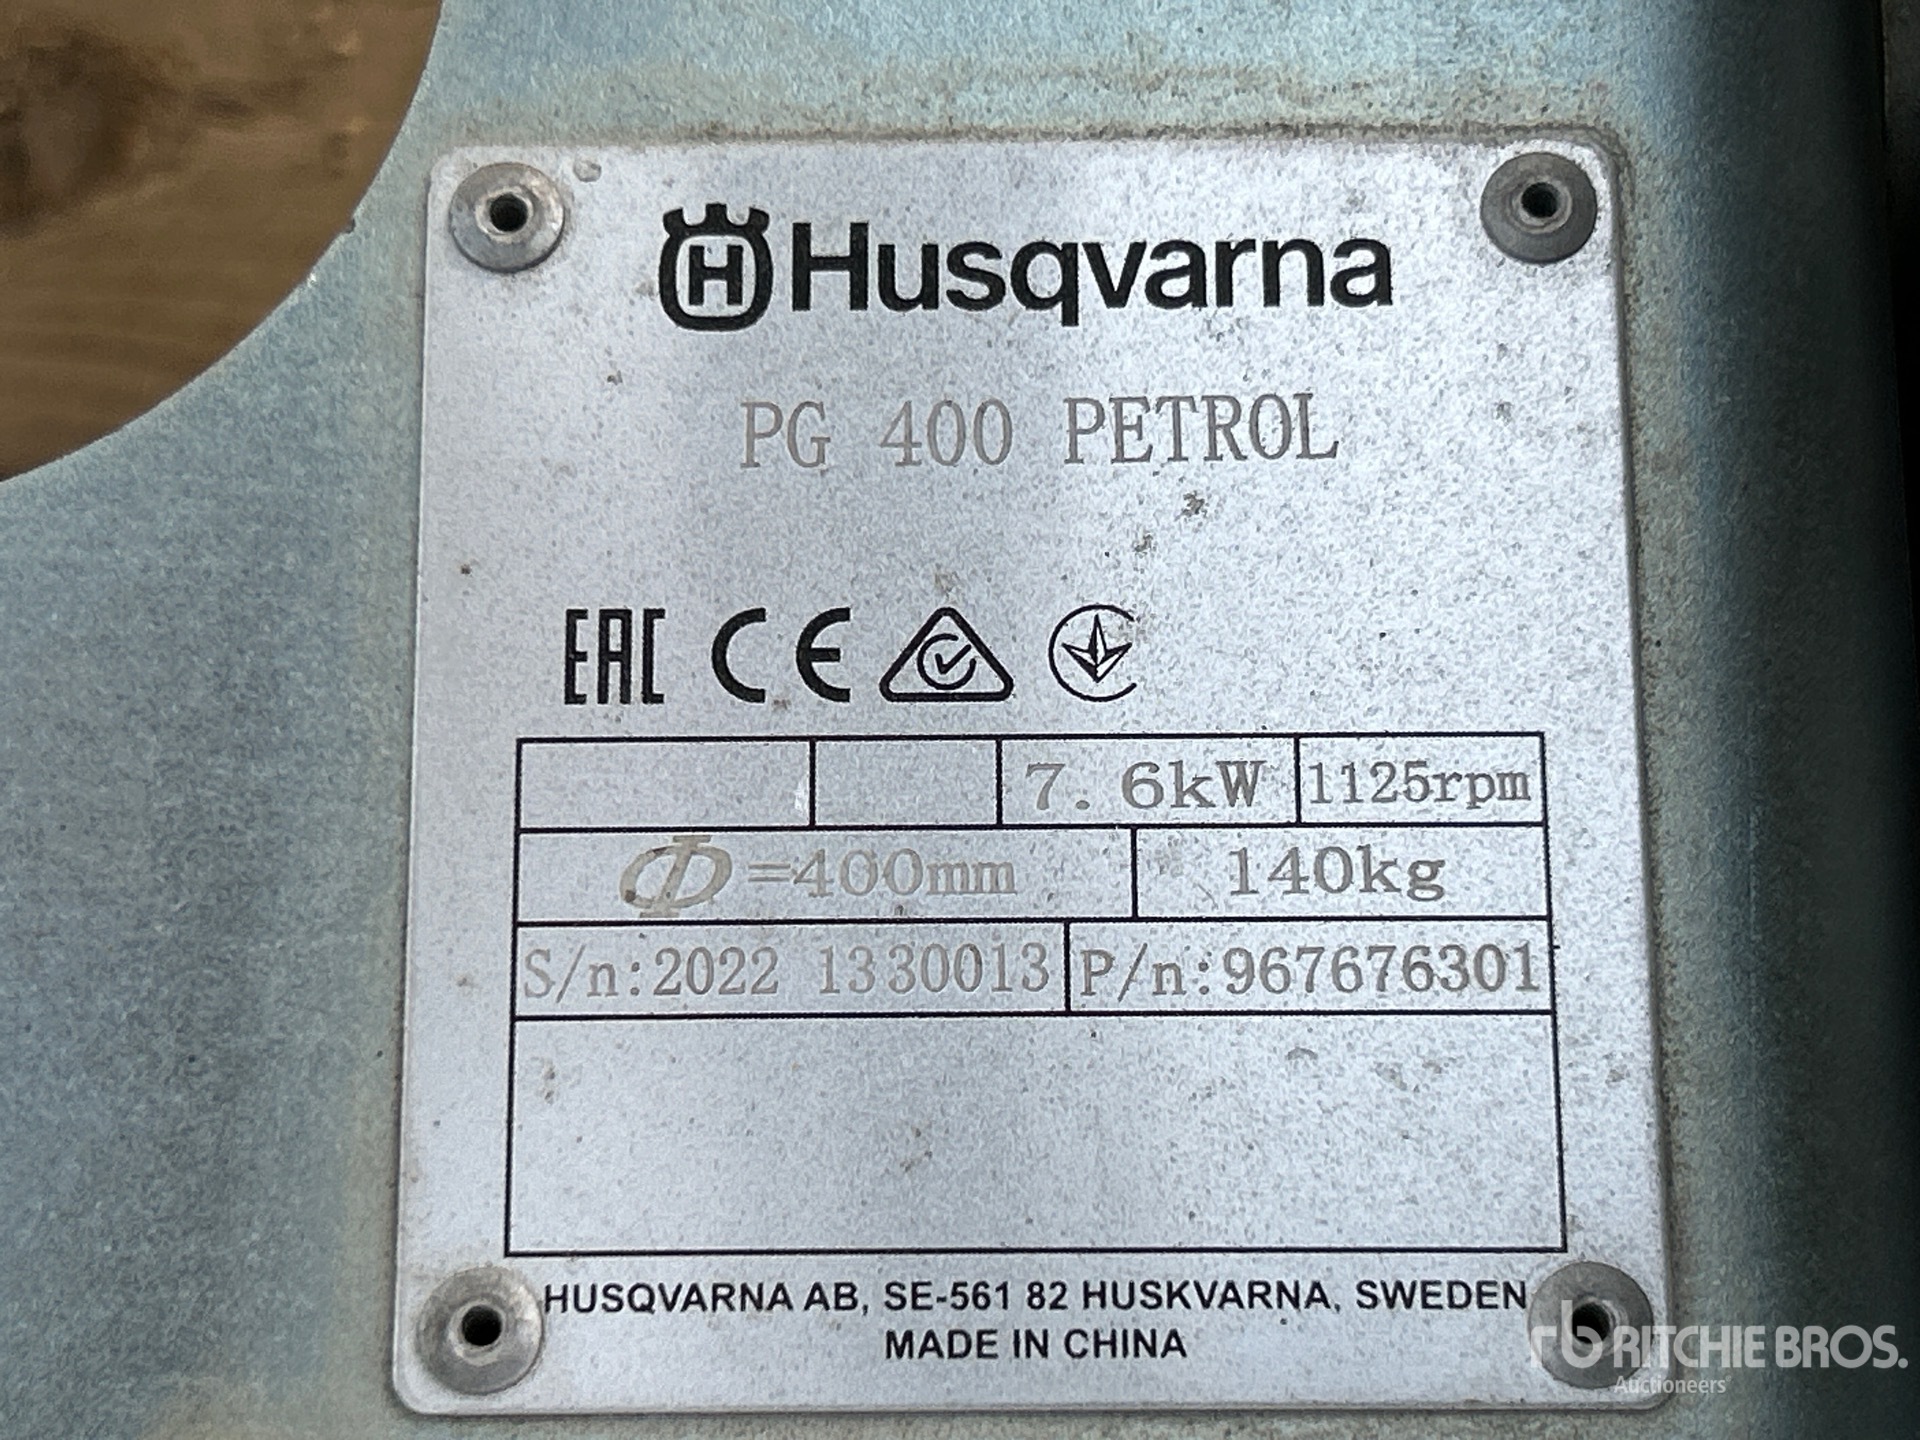 H Husqvarna
PG 400 PETROL
EAC CE
7.6kW 1125rpm
Φ=400mm 140kg
S/n:2022 1330013 P/n:967676301
HUSQVARNA AB, SE-561 82 HUSKVARNA, SWEDEN
MADE IN CHINA
rb RITCHIE BROS.
Auctioneers